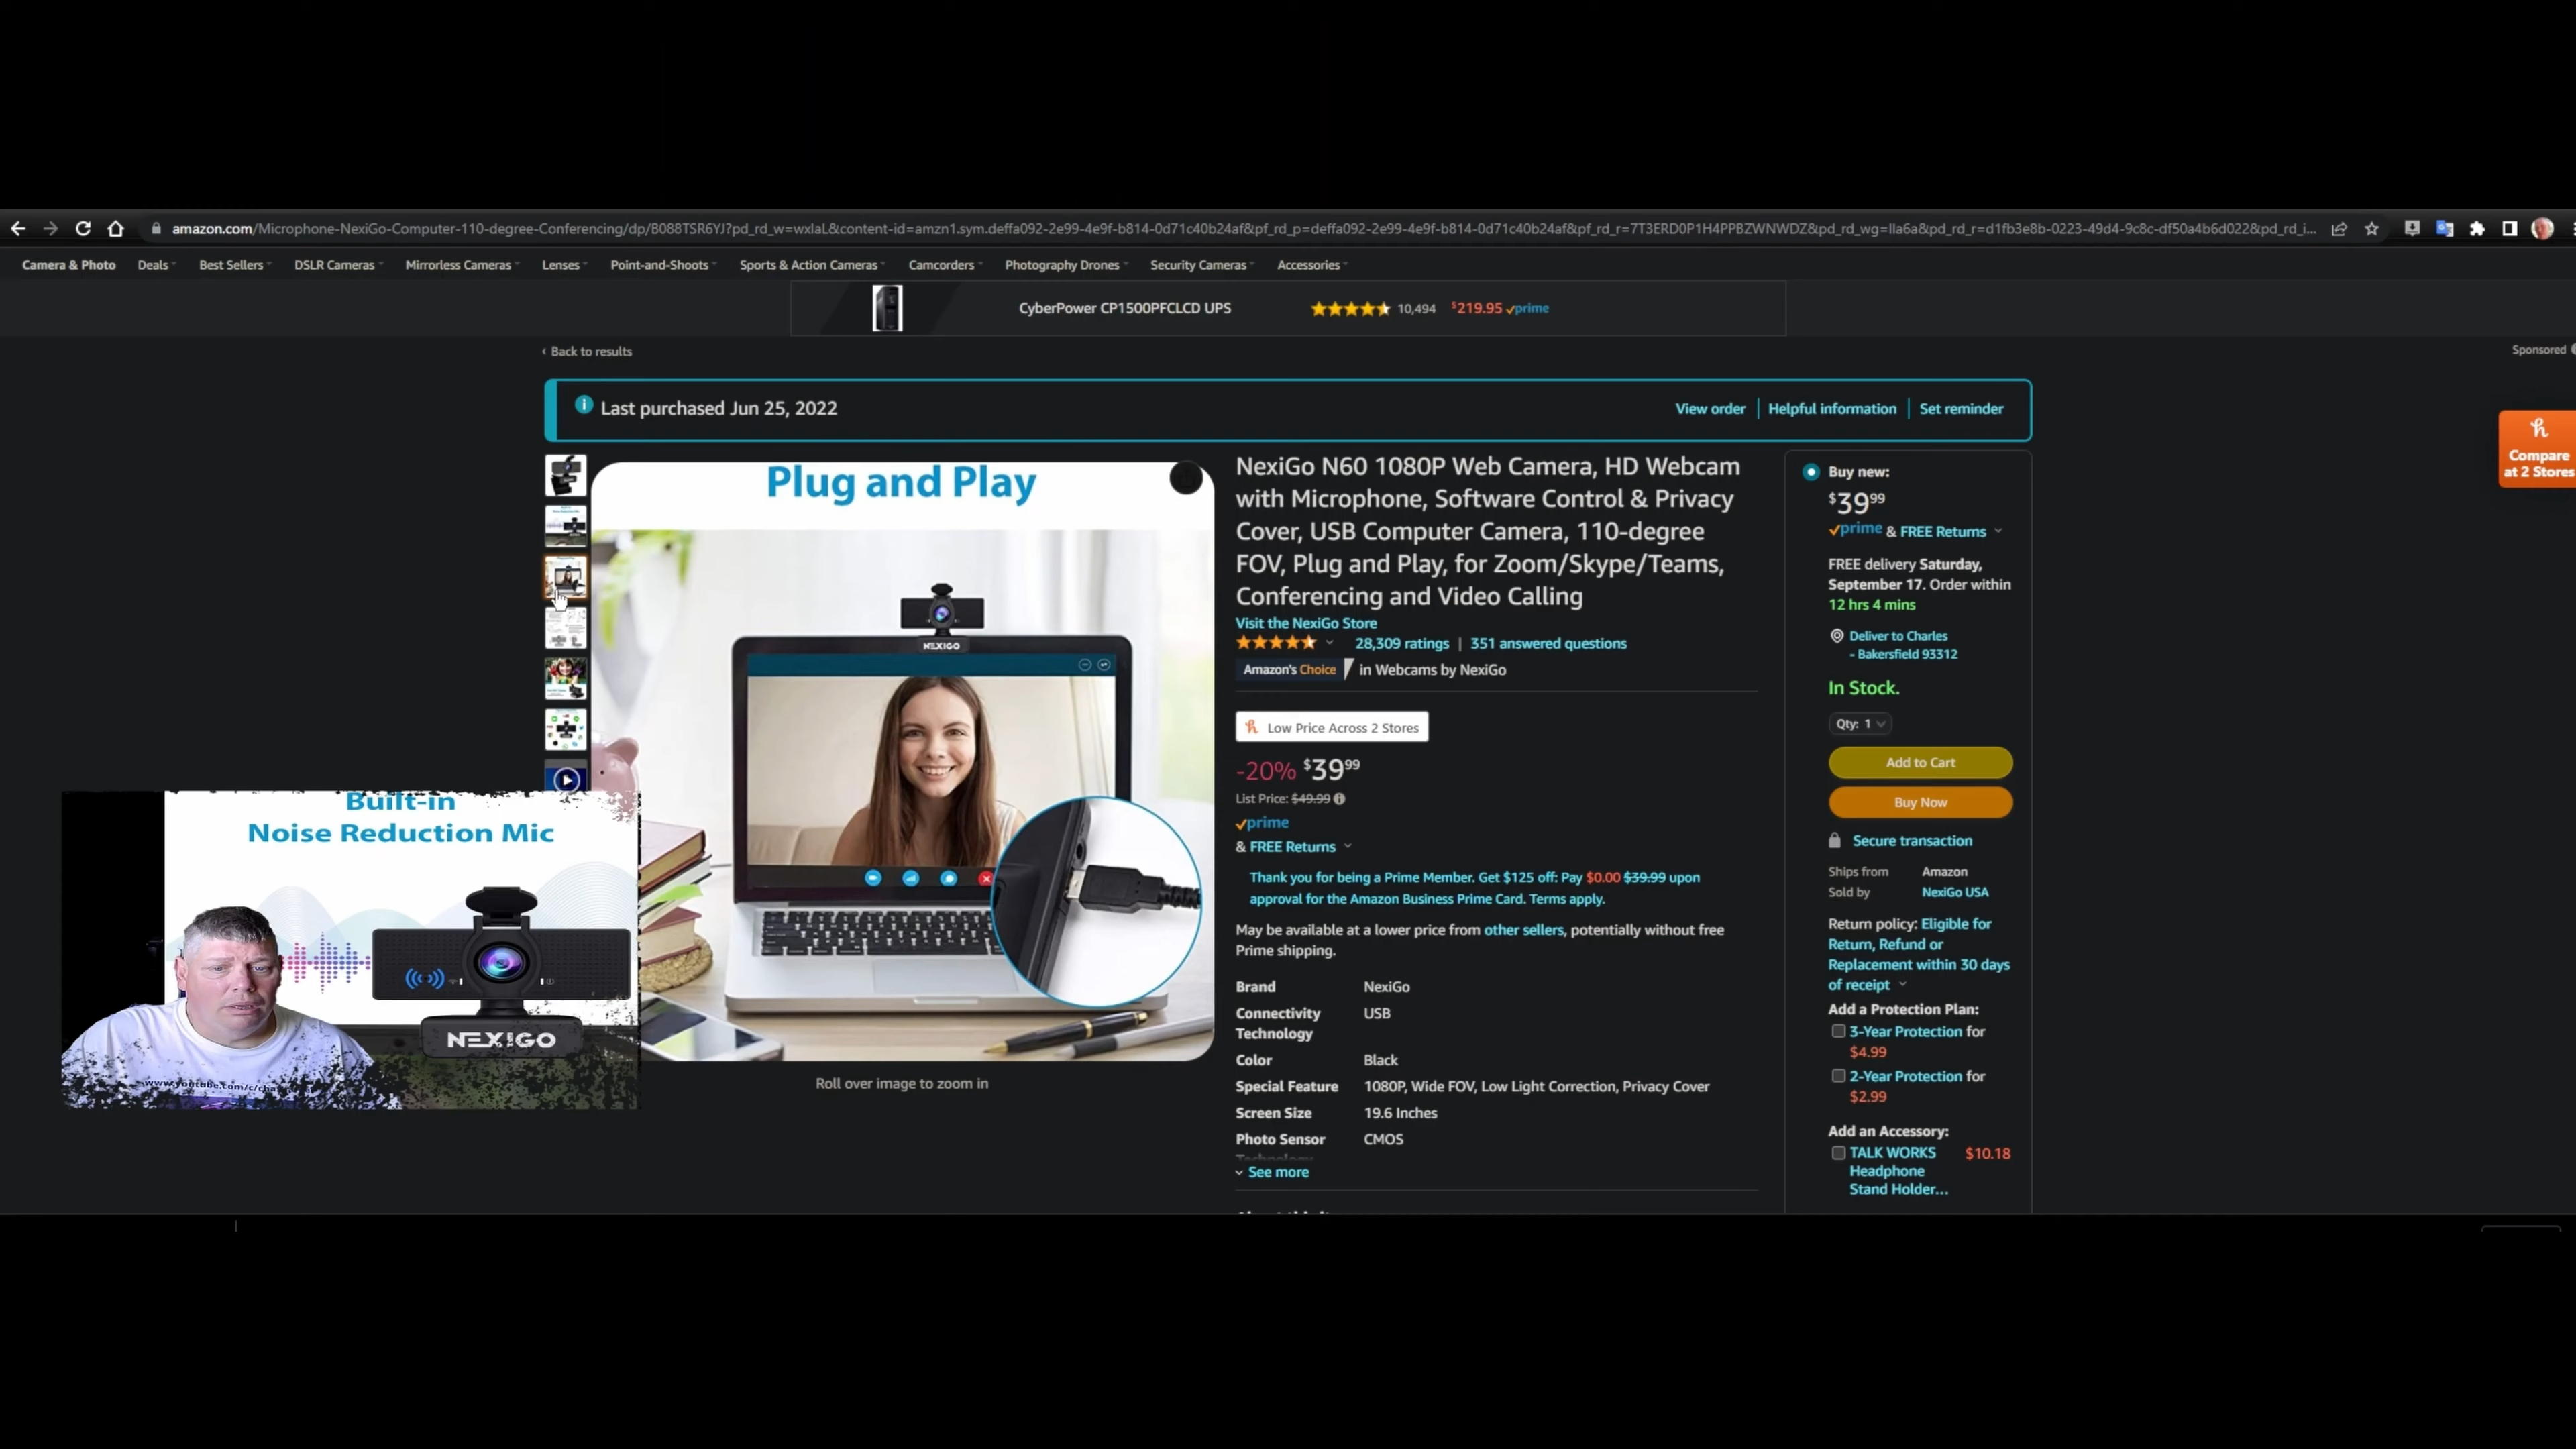 amazon.com/Microphone-NexiGo-Computer-110-degree-Conferencing/dp/B088TSR6YJ?pd_rd_w=wxIaL&content-id=amzn1.sym.deffa092-2e99-4e9f-b814-0d71c40b24af&pf_rd_p=deffa092-2e99-4e9f-b814-0d71c40b24af&pf_rd_r=7T3ERD0P1H4PPBZWNWDZ&pd_rd_wg=lIa6a&pd_rd_r=d1fb3e8b-0223-49d4-9c8c-df50a4b6d022&pd_rd_i...
Camera & Photo Deals Best Sellers DSLR Cameras Mirrorless Cameras Lenses Point-and-Shoots Sports & Action Cameras Camcorders Photography Drones Security Cameras Accessories
CyberPower CP1500PFCLCD UPS 10,494 $219.95 prime
‹ Back to results
Sponsored
Last purchased Jun 25, 2022
View order | Helpful information | Set reminder
Compare
at 2 Stores
Plug and Play
NEXIGO
Roll over image to zoom in
Built-in
Noise Reduction Mic
NEXIGO
NexiGo N60 1080P Web Camera, HD Webcam
with Microphone, Software Control & Privacy
Cover, USB Computer Camera, 110-degree
FOV, Plug and Play, for Zoom/Skype/Teams,
Conferencing and Video Calling
Visit the NexiGo Store
28,309 ratings | 351 answered questions
Amazon's Choice in Webcams by NexiGo
Low Price Across 2 Stores
-20% $39.99
List Price: $49.99
prime
& FREE Returns
Thank you for being a Prime Member. Get $125 off: Pay $0.00 $39.99 upon
approval for the Amazon Business Prime Card. Terms apply.
May be available at a lower price from other sellers, potentially without free
Prime shipping.
Brand NexiGo
Connectivity USB
Technology
Color Black
Special Feature 1080P, Wide FOV, Low Light Correction, Privacy Cover
Screen Size 19.6 Inches
Photo Sensor CMOS
See more
Buy new:
$39.99
prime & FREE Returns
FREE delivery Saturday,
September 17. Order within
12 hrs 4 mins
Deliver to Charles
- Bakersfield 93312
In Stock.
Qty: 1
Add to Cart
Buy Now
Secure transaction
Ships from Amazon
Sold by NexiGo USA
Return policy: Eligible for
Return, Refund or
Replacement within 30 days
of receipt
Add a Protection Plan:
3-Year Protection for
$4.99
2-Year Protection for
$2.99
Add an Accessory:
TALK WORKS $10.18
Headphone
Stand Holder...